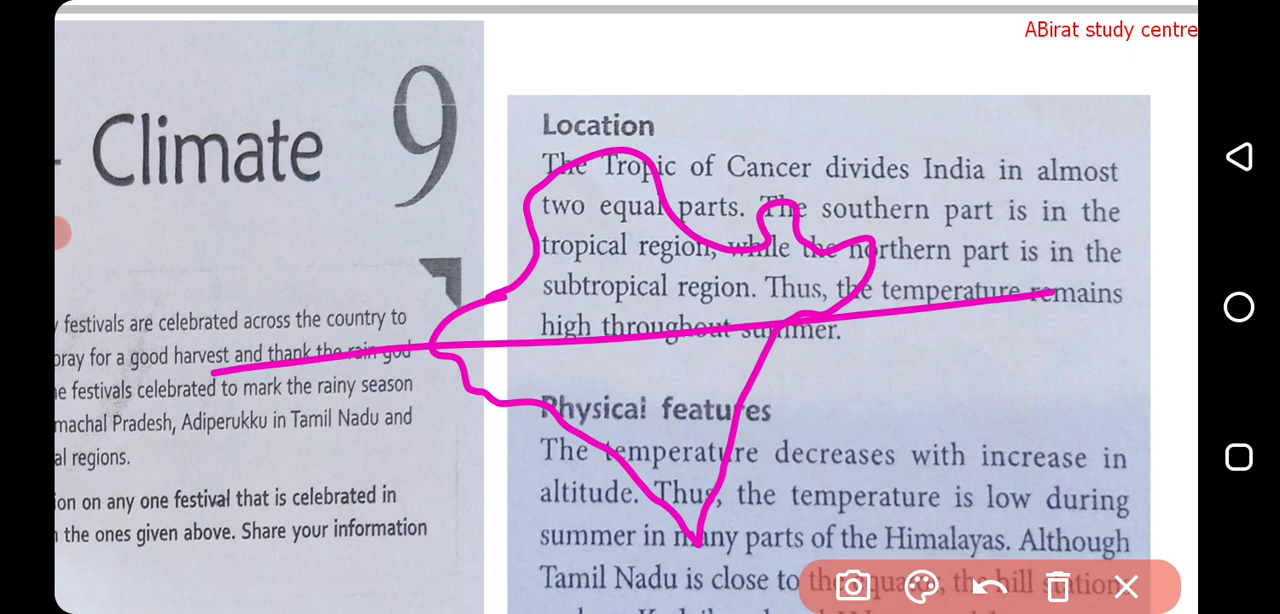 ABirat study centre
Climate 9
festivals are celebrated across the country to
pray for a good harvest and thank the rain god
festivals celebrated to mark the rainy season
machal Pradesh, Adiperukku in Tamil Nadu and
al regions.
ion on any one festival that is celebrated in
the ones given above. Share your information
Location
The Tropic of Cancer divides India in almost
two equal parts. The southern part is in the
tropical region, while the northern part is in the
subtropical region. Thus, the temperature remains
high throughout summer.
Physical features
The temperature decreases with increase in
altitude. Thus, the temperature is low during
summer in many parts of the Himalayas. Although
Tamil Nadu is close to the equator, the hill station